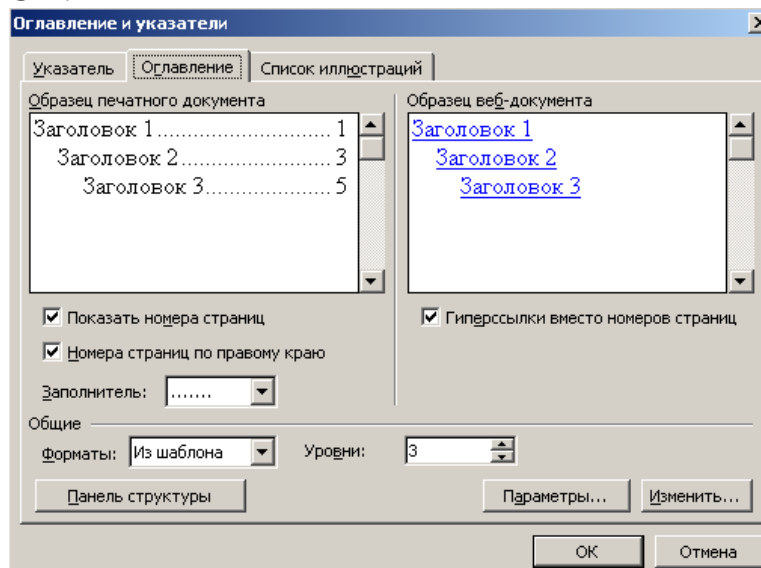 Оглавление и указатели
Указатель Оглавление Список иллюстраций
Образец печатного документа
Заголовок 1............................. 1
Заголовок 2......................... 3
Заголовок 3..................... 5
Образец веб-документа
Заголовок 1
Заголовок 2
Заголовок 3
Показать номера страниц
Номера страниц по правому краю
Заполнитель: .......
Гиперссылки вместо номеров страниц
Общие
Форматы: Из шаблона Уровни: 3
Панель структуры Параметры... Изменить...
ОК Отмена